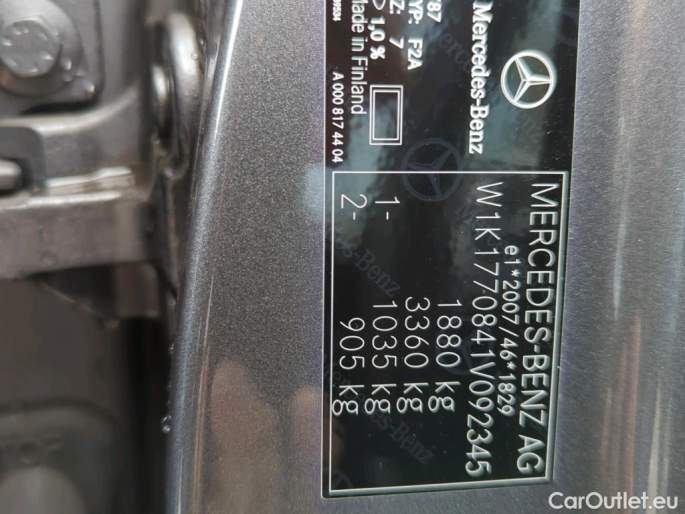 MERCEDES-BENZ AG
e1*2007/46*1829
W1K1770841V092345
1880 kg
3360 kg
1- 1035 kg
2- 905 kg
Mercedes-Benz
787
YP: F2A
Z: 7
1,0 %
Made in Finland
A 000 817 44 04
CarOutlet.eu